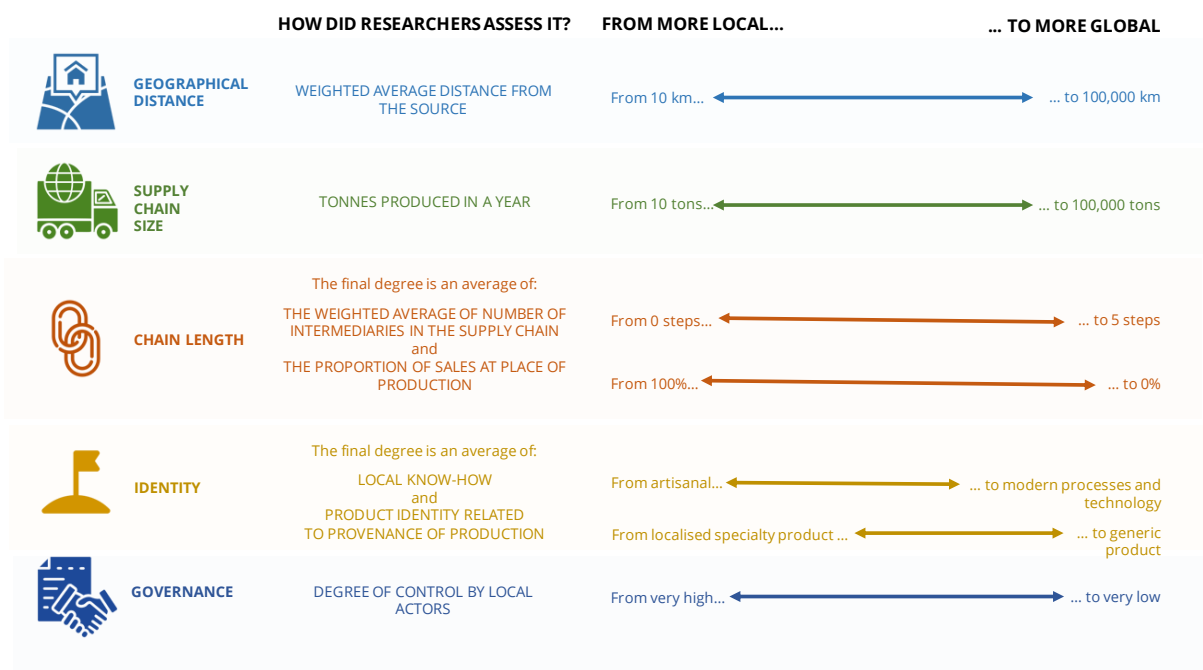 HOW DID RESEARCHERS ASSESS IT?
FROM MORE LOCAL...
... TO MORE GLOBAL
GEOGRAPHICAL
DISTANCE
WEIGHTED AVERAGE DISTANCE FROM
THE SOURCE
From 10 km...
... to 100,000 km
SUPPLY
CHAIN
SIZE
TONNES PRODUCED IN A YEAR
From 10 tons...
... to 100,000 tons
CHAIN LENGTH
The final degree is an average of:
THE WEIGHTED AVERAGE OF NUMBER OF
INTERMEDIARIES IN THE SUPPLY CHAIN
and
THE PROPORTION OF SALES AT PLACE OF
PRODUCTION
From 0 steps...
... to 5 steps
From 100%...
... to 0%
IDENTITY
The final degree is an average of:
LOCAL KNOW-HOW
and
PRODUCT IDENTITY RELATED
TO PROVENANCE OF PRODUCTION
From artisanal...
... to modern processes and
technology
From localised specialty product ...
... to generic
product
GOVERNANCE
DEGREE OF CONTROL BY LOCAL
ACTORS
From very high...
... to very low